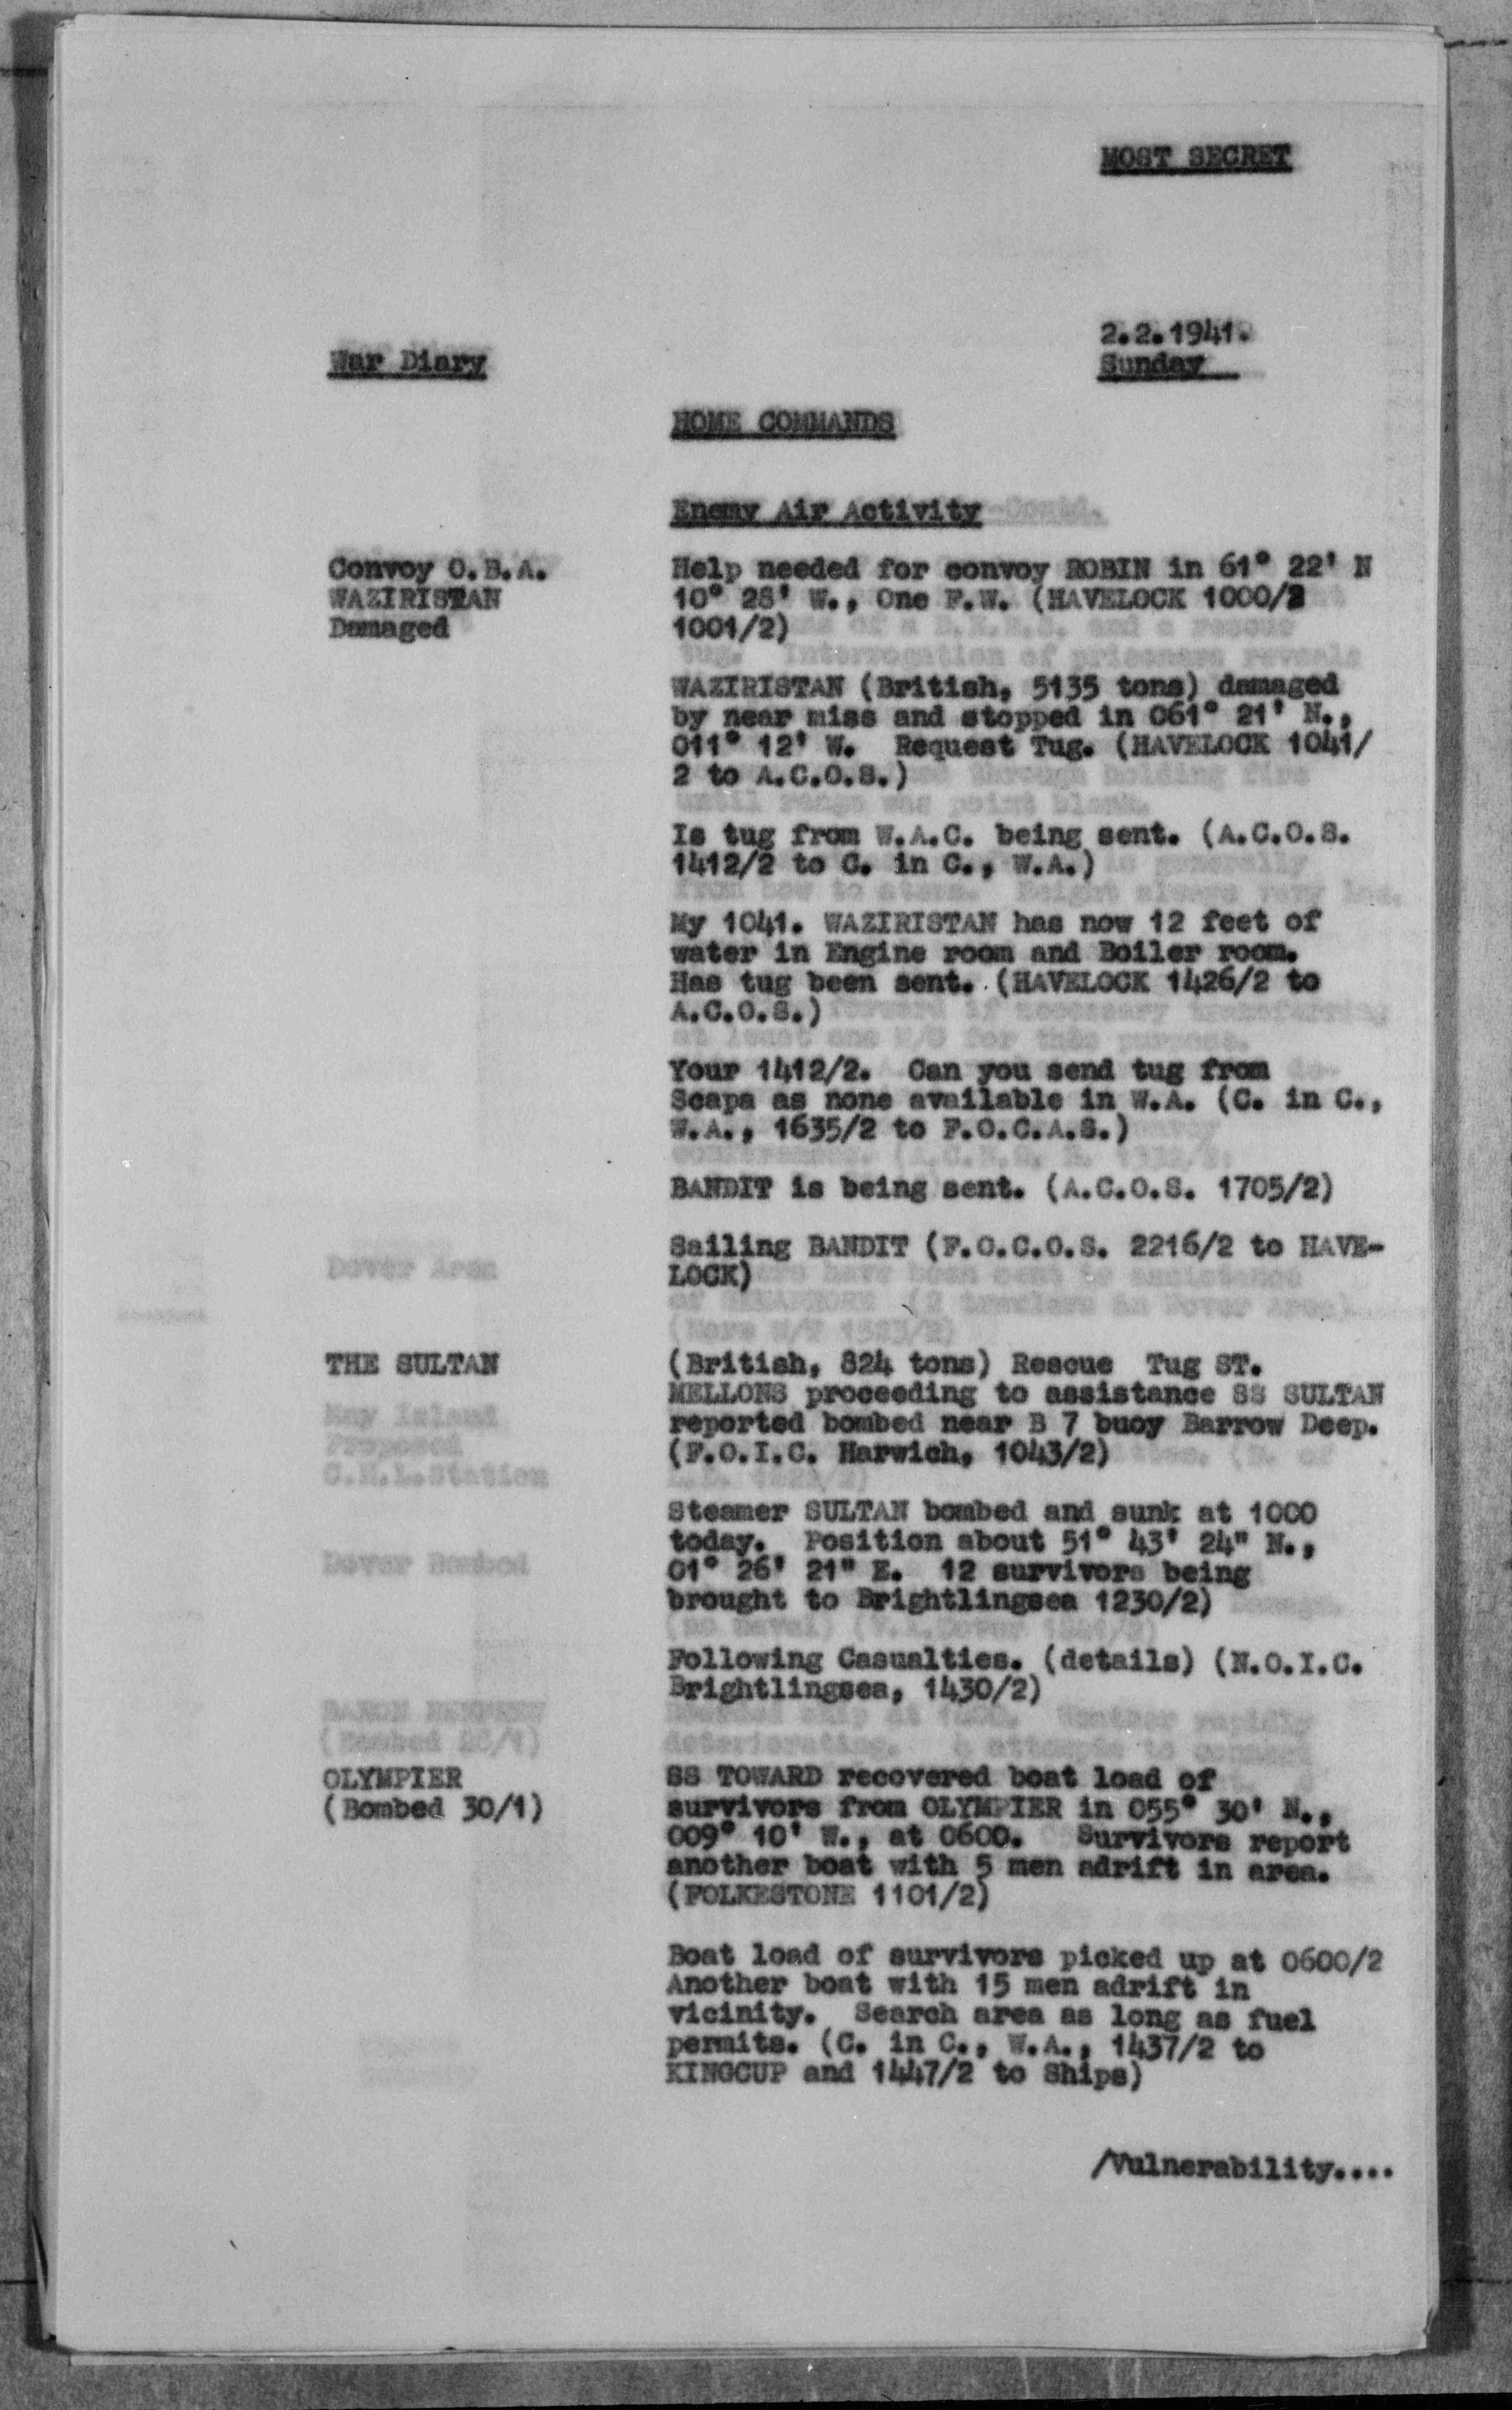 MOST SECRET
2.2.1941.
War Diary
Sunday
HOME COMMANDS
Enemy Air Activity
Convoy O.B.A.
WAZIRISTAN
Damaged
Help needed for convoy ROBIN in 61° 22' N
10° 28' W., One F.W. (HAVELOCK 1000/2
1001/2)
WAZIRISTAN (British, 5135 tons) damaged
by near miss and stopped in 061° 21' N.,
011° 12' W. Request Tug. (HAVELOCK 1041/
2 to A.C.O.S.)
Is tug from W.A.C. being sent. (A.C.O.S.
1412/2 to C. in C., W.A.)
My 1041. WAZIRISTAN has now 12 feet of
water in Engine room and Boiler room.
Has tug been sent. (HAVELOCK 1426/2 to
A.C.O.S.)
Your 1412/2. Can you send tug from
Scapa as none available in W.A. (C. in C.,
W.A., 1635/2 to F.O.C.A.S.)
BANDIT is being sent. (A.C.O.S. 1705/2)
Sailing BANDIT (F.O.C.O.S. 2216/2 to HAVE-
LOCK)
THE SULTAN
(British, 824 tons) Rescue Tug ST.
MELLONS proceeding to assistance SS SULTAN
reported bombed near B 7 buoy Barrow Deep.
(F.O.I.C. Harwich, 1043/2)
Steamer SULTAN bombed and sunk at 1000
today. Position about 51° 43' 24" N.,
01° 26' 21" E. 12 survivors being
brought to Brightlingsea 1230/2)
Following Casualties. (details) (N.O.I.C.
Brightlingsea, 1430/2)
OLYMPIER
(Bombed 30/1)
SS TOWARD recovered boat load of
survivors from OLYMPIER in 055° 30' N.,
009° 10' W., at 0600. Survivors report
another boat with 5 men adrift in area.
(FOLKESTONE 1101/2)
Boat load of survivors picked up at 0600/2
Another boat with 15 men adrift in
vicinity. Search area as long as fuel
permits. (C. in C., W.A., 1437/2 to
KINGCUP and 1447/2 to Ships)
/Vulnerability....